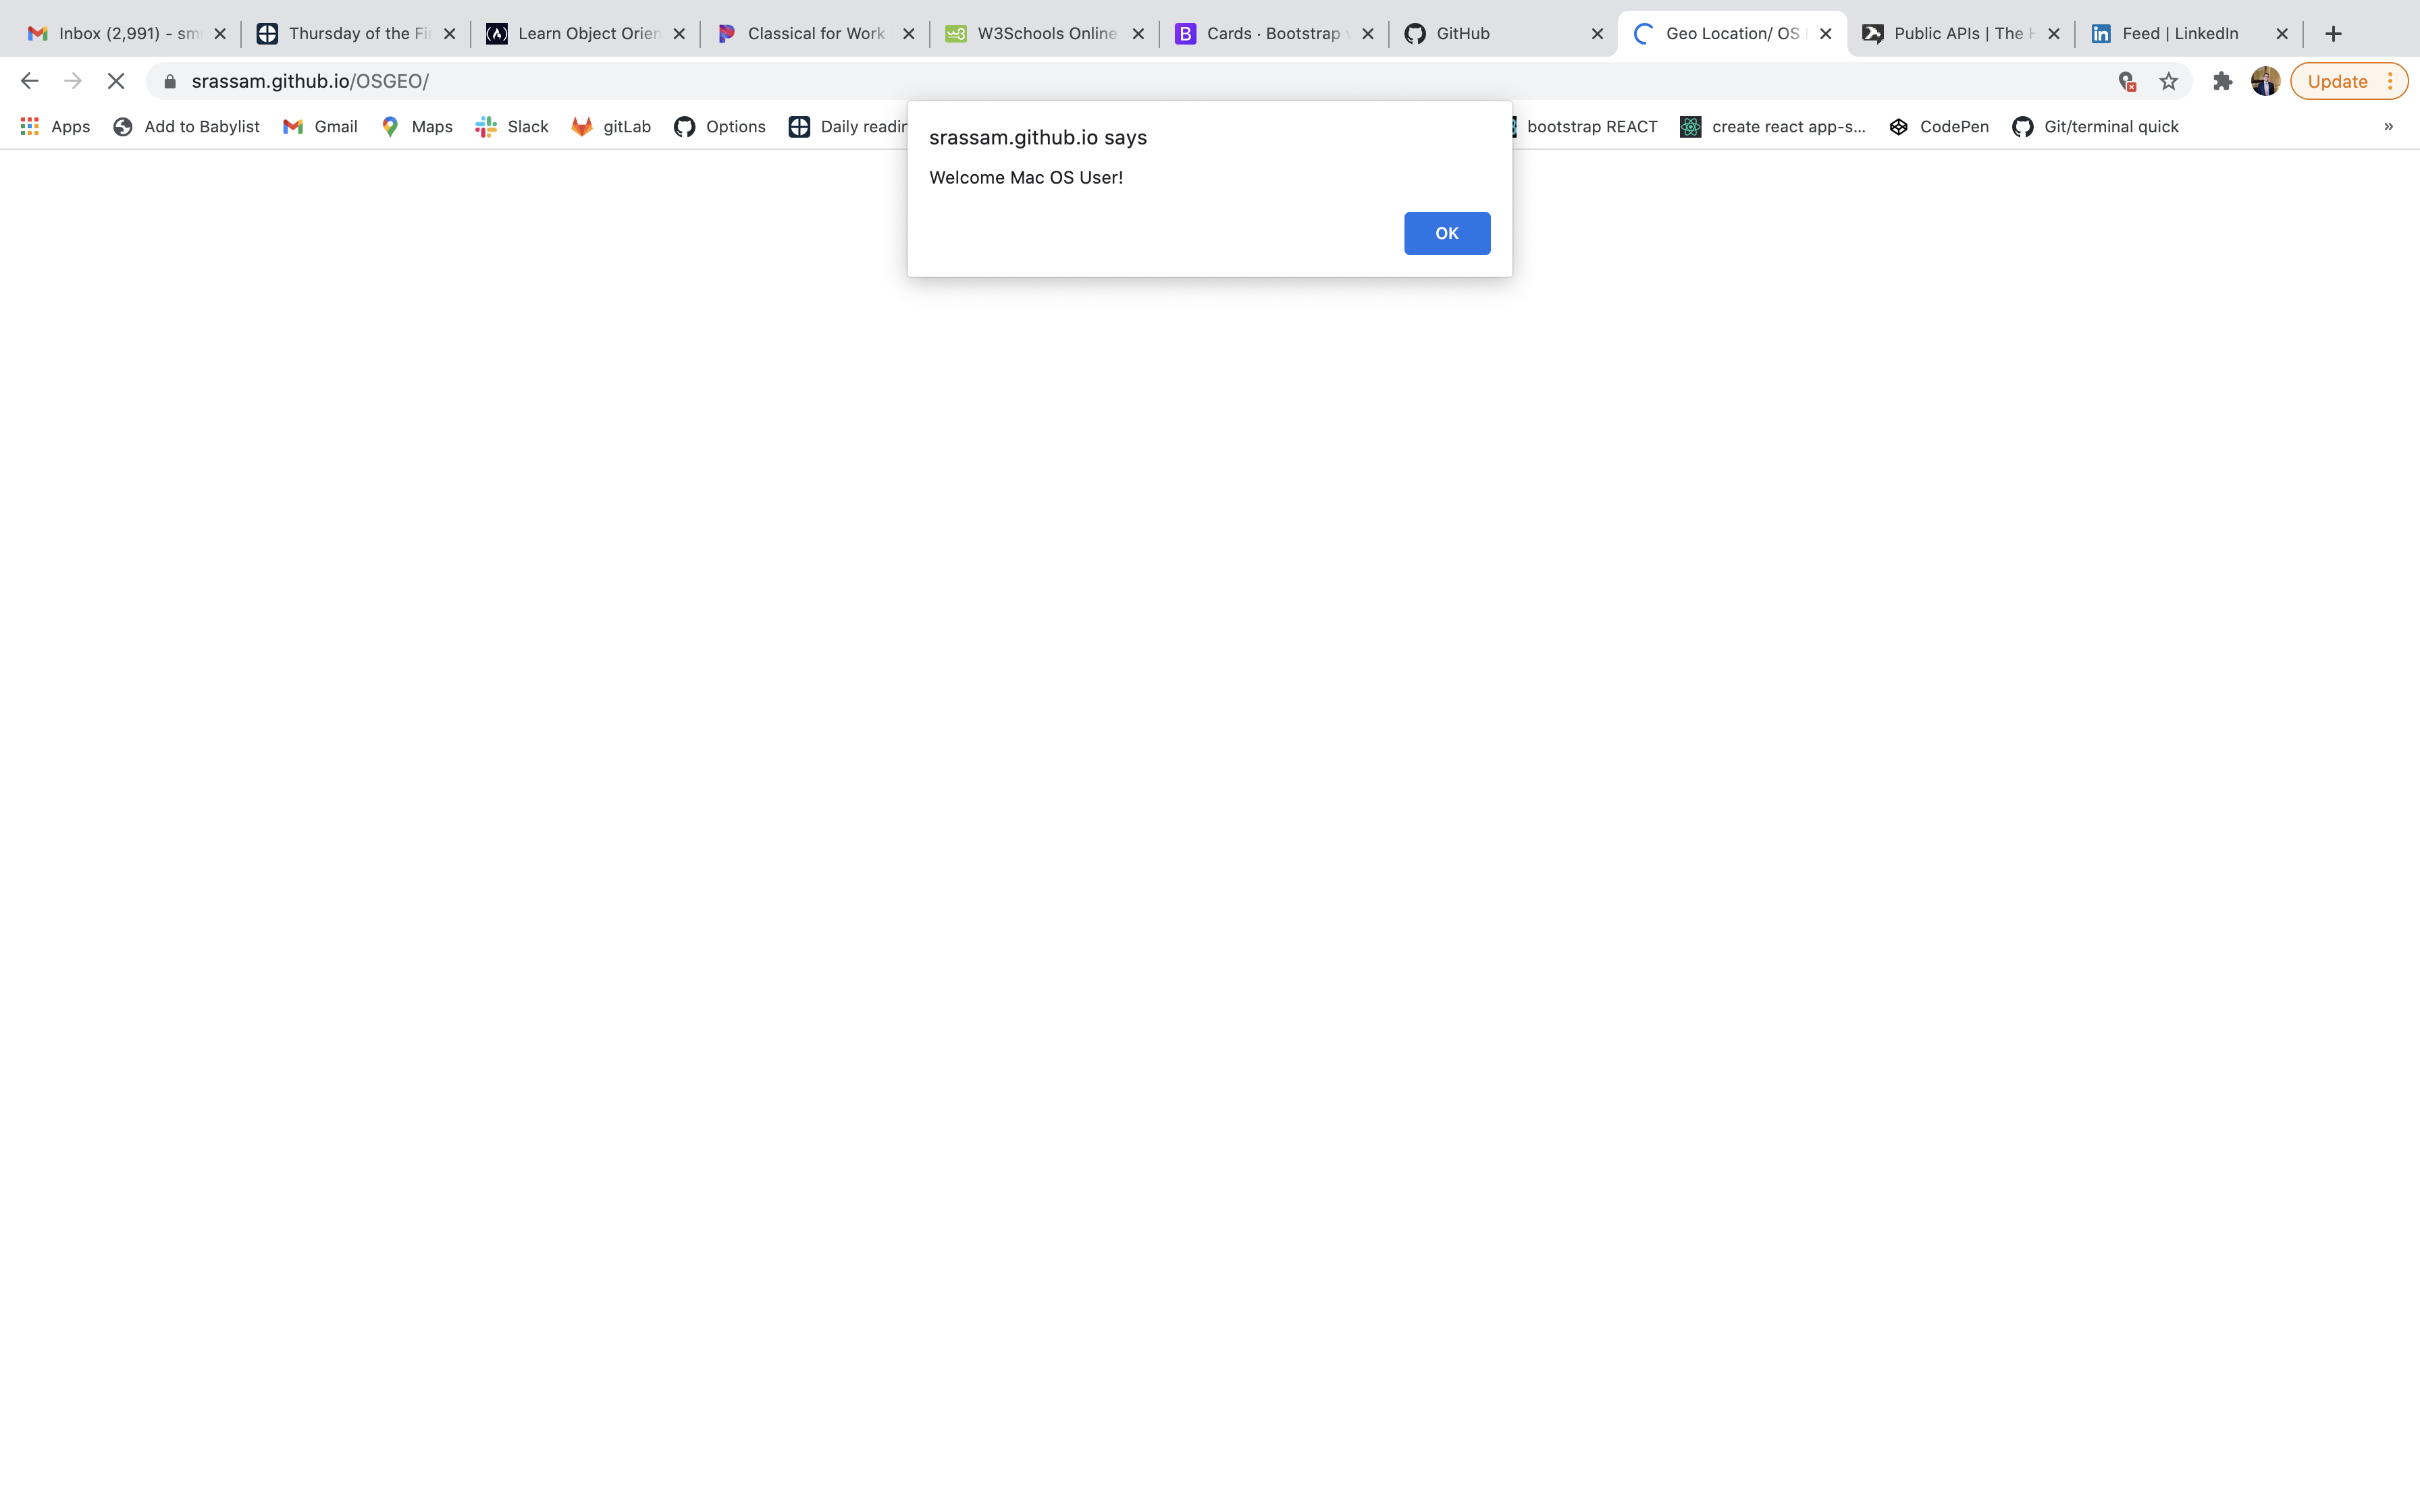 Inbox (2,991) - sm
Thursday of the Fi
Learn Object Orien
Classical for Work
W3Schools Online
Cards · Bootstrap
GitHub
Geo Location/ OS
Public APIs | The
Feed | LinkedIn
srassam.github.io/OSGEO/
Update
Apps
Add to Babylist
Gmail
Maps
Slack
gitLab
Options
Daily readin
bootstrap REACT
create react app-s...
CodePen
Git/terminal quick
»
srassam.github.io says
Welcome Mac OS User!
OK